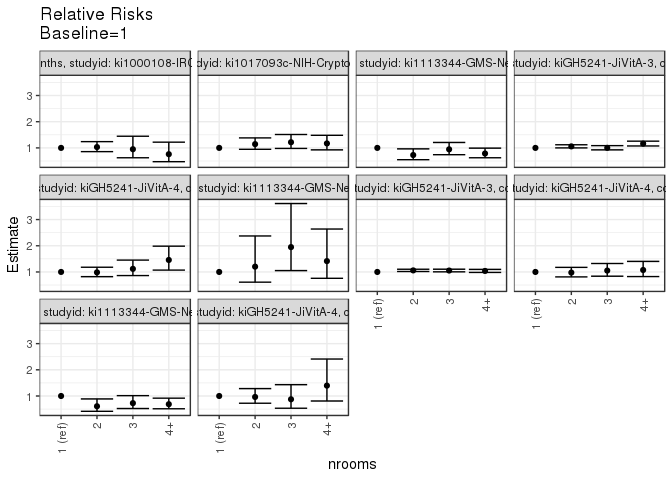 Relative Risks
Baseline=1
nths, studyid: ki1000108-IRC
dyid: ki1017093c-NIH-Crypto
studyid: ki1113344-GMS-Ne
tudyid: kiGH5241-JiVitA-3, c
3
2
1
studyid: kiGH5241-JiVitA-4, co
studyid: ki1113344-GMS-Ne
tudyid: kiGH5241-JiVitA-3, co
tudyid: kiGH5241-JiVitA-4, c
3
2
1
studyid: ki1113344-GMS-Ne
tudyid: kiGH5241-JiVitA-4, c
3
2
1
Estimate
1 (ref) 2 3 4+
1 (ref) 2 3 4+
1 (ref) 2 3 4+
1 (ref) 2 3 4+
nrooms